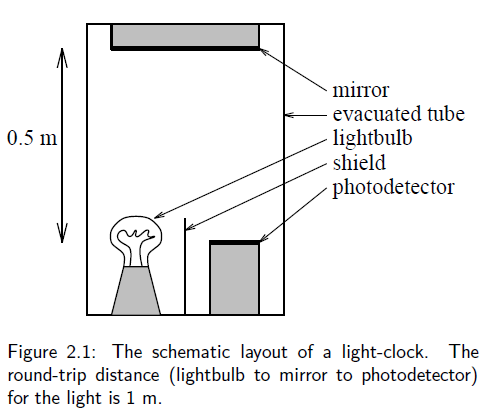 mirror
evacuated tube
0.5 m
lightbulb
shield
photodetector
Figure 2.1: The schematic layout of a light-clock. The
round-trip distance (lightbulb to mirror to photodetector)
for the light is 1 m.